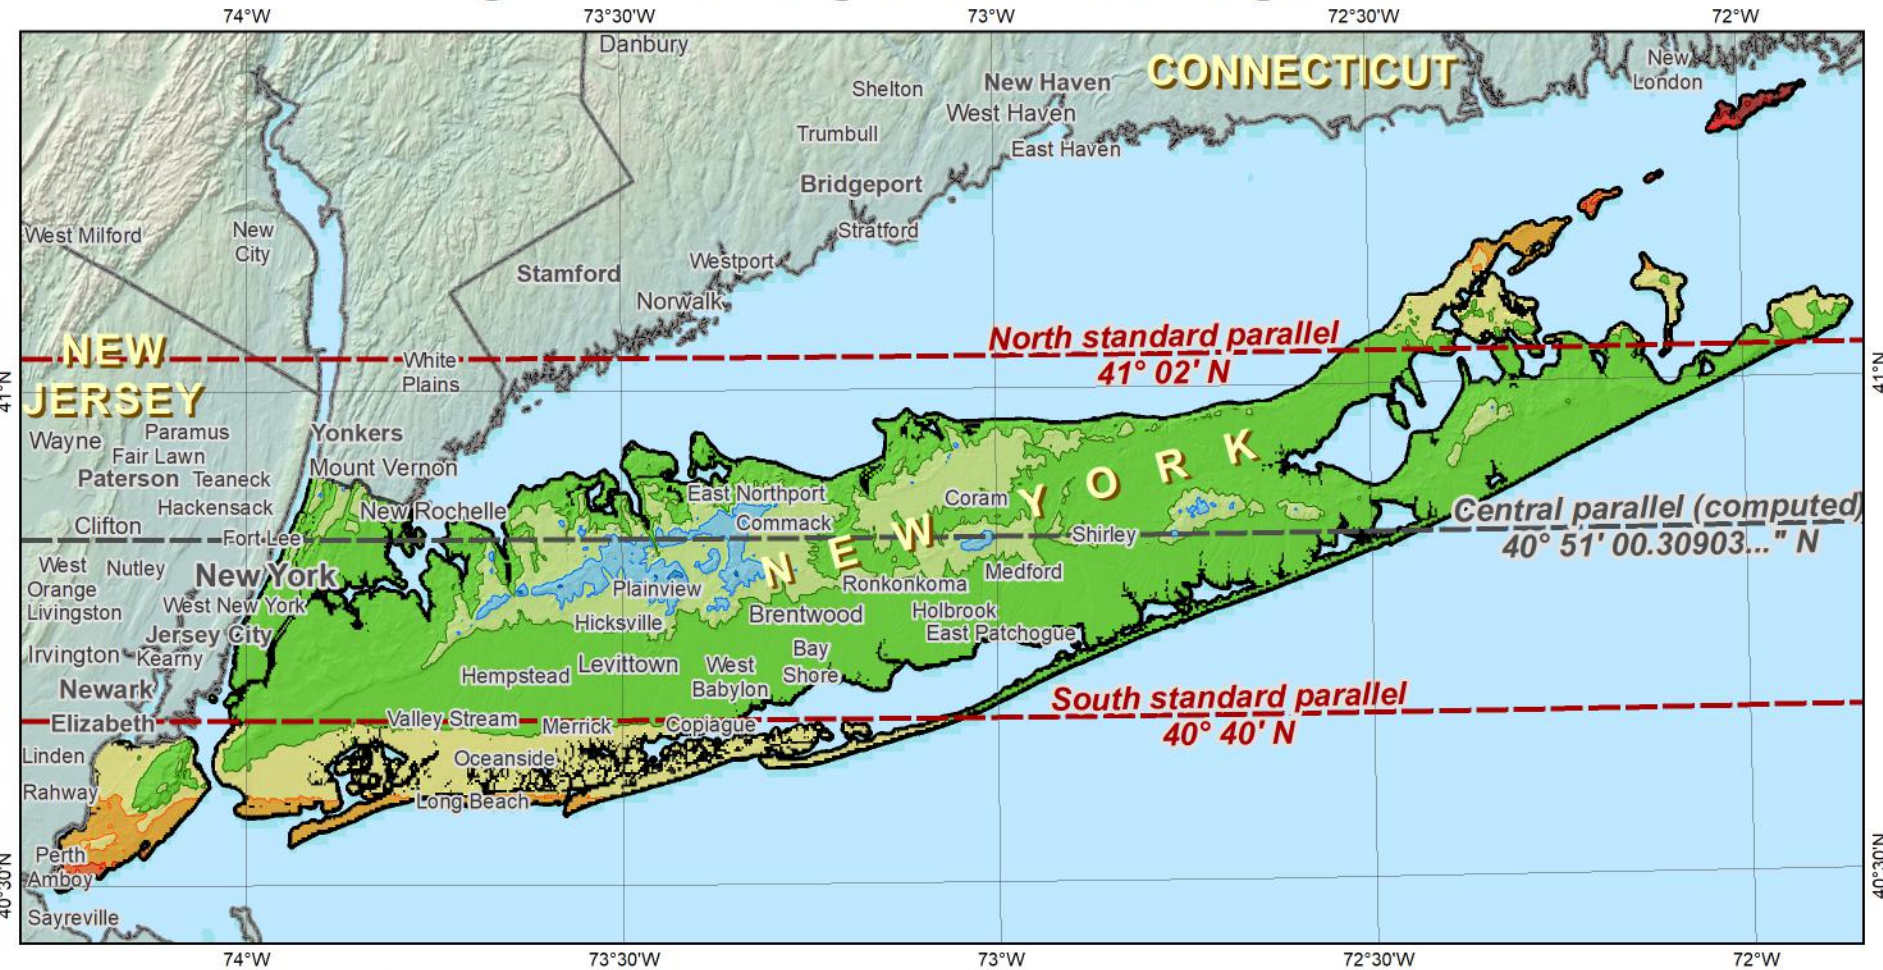 74°W 73°30'W 73°W 72°30'W 72°W
Danbury
CONNECTICUT
New
London
Shelton
New Haven
West Haven
Trumbull
East Haven
Bridgeport
Stratford
West Milford
New
City
Westport
Stamford
Norwalk
North standard parallel
41° 02' N
NEW
JERSEY
White
Plains
41°N
41°N
Wayne
Paramus
Fair Lawn
Yonkers
Paterson
Teaneck
Mount Vernon
Hackensack
New Rochelle
East Northport
Coram
NEW YORK
Clifton
Fort Lee
Commack
Shirley
Central parallel (computed)
40° 51' 00.30903..." N
West
Orange
Nutley
New York
Plainview
Ronkonkoma
Medford
Livingston
West New York
Hicksville
Brentwood
Holbrook
East Patchogue
Jersey City
Irvington
Kearny
Hempstead
Levittown
West
Babylon
Bay
Shore
Newark
South standard parallel
40° 40' N
Elizabeth
Valley Stream
Merrick
Copiague
Linden
Oceanside
Rahway
Long Beach
Perth
Amboy
40°30'N
40°30'N
Sayreville
74°W 73°30'W 73°W 72°30'W 72°W